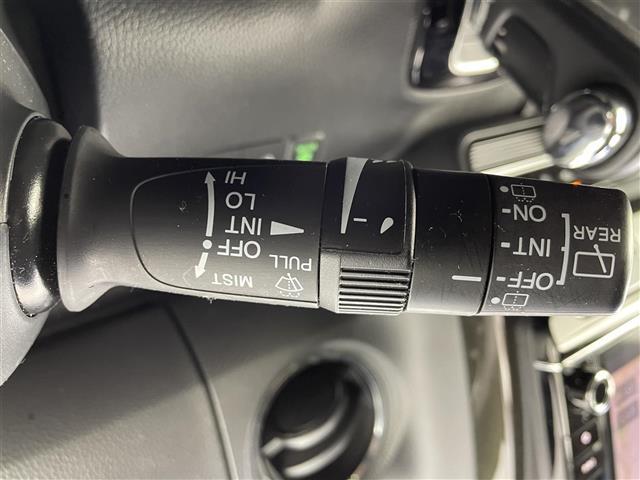 MIST
OFF
INT
LO
HI
PULL
OFF
INT
ON
REAR